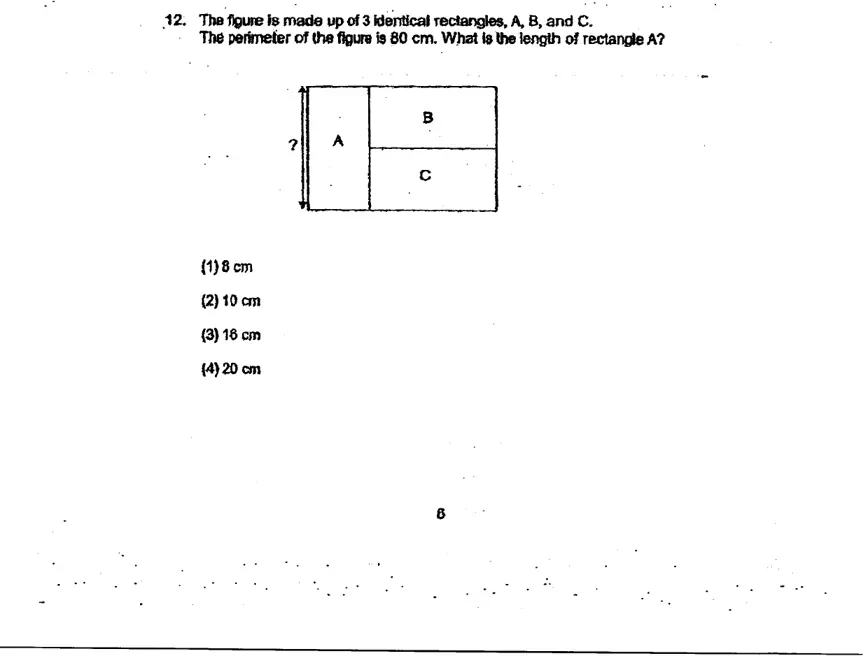 12. The figure is made up of 3 identical rectangles, A, B, and C.
The perimeter of the figure is 80 cm. What is the length of rectangle A?
B
? A
C
(1) 8 cm
(2) 10 cm
(3) 16 cm
(4) 20 cm
6